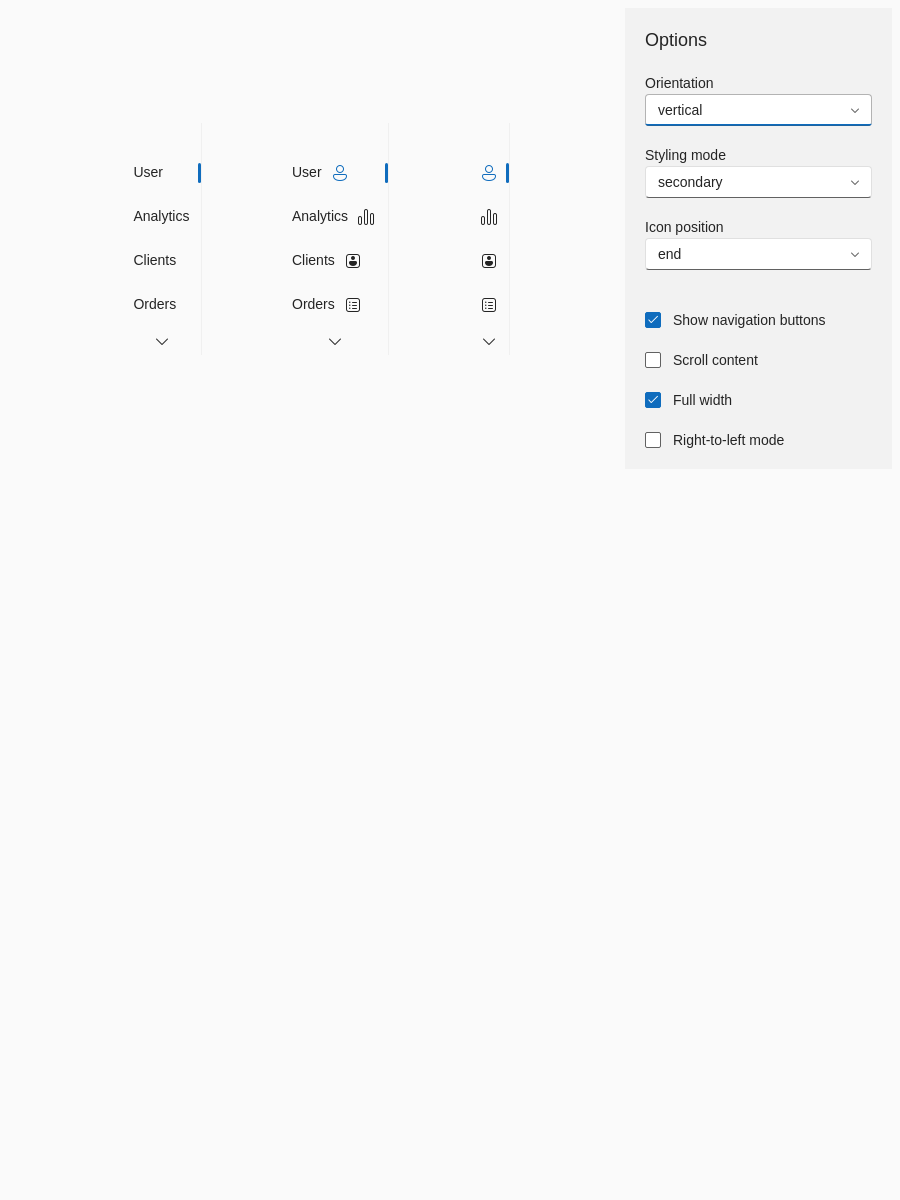 User
Analytics
Clients
Orders
User
Analytics
Clients
Orders
Options
Orientation
vertical
Styling mode
secondary
Icon position
end
Show navigation buttons
Scroll content
Full width
Right-to-left mode